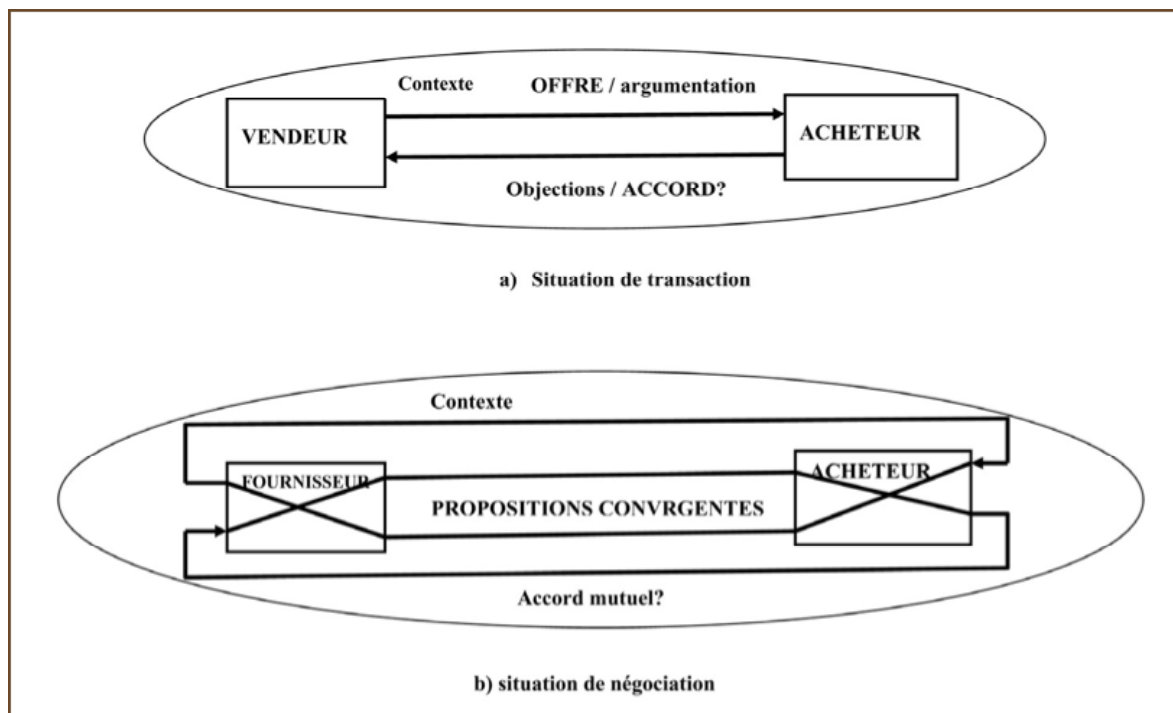 Contexte
OFFRE / argumentation
VENDEUR
ACHETEUR
Objections / ACCORD?
a) Situation de transaction
Contexte
FOURNISSEUR
ACHETEUR
PROPOSITIONS CONVRGENTES
Accord mutuel?
b) situation de négociation